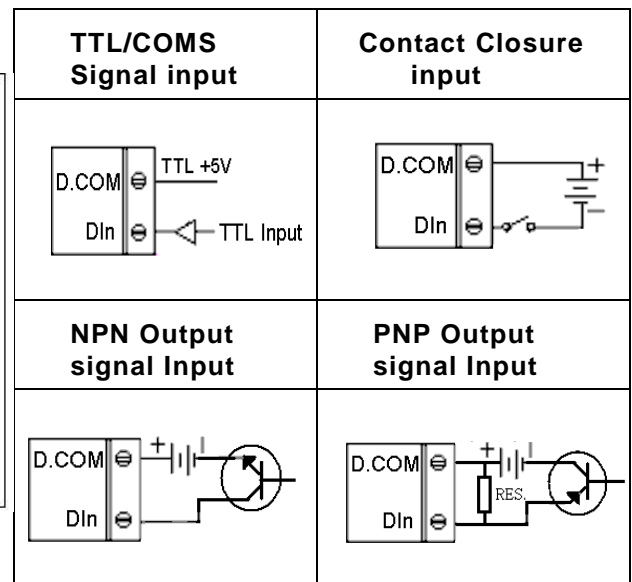 TTL/COMS
Signal input
Contact Closure
input
D.COM
TTL +5V
DIn
TTL Input
D.COM
+
DIn
–
NPN Output
signal Input
PNP Output
signal Input
D.COM
+
DIn
D.COM
+
RES.
DIn